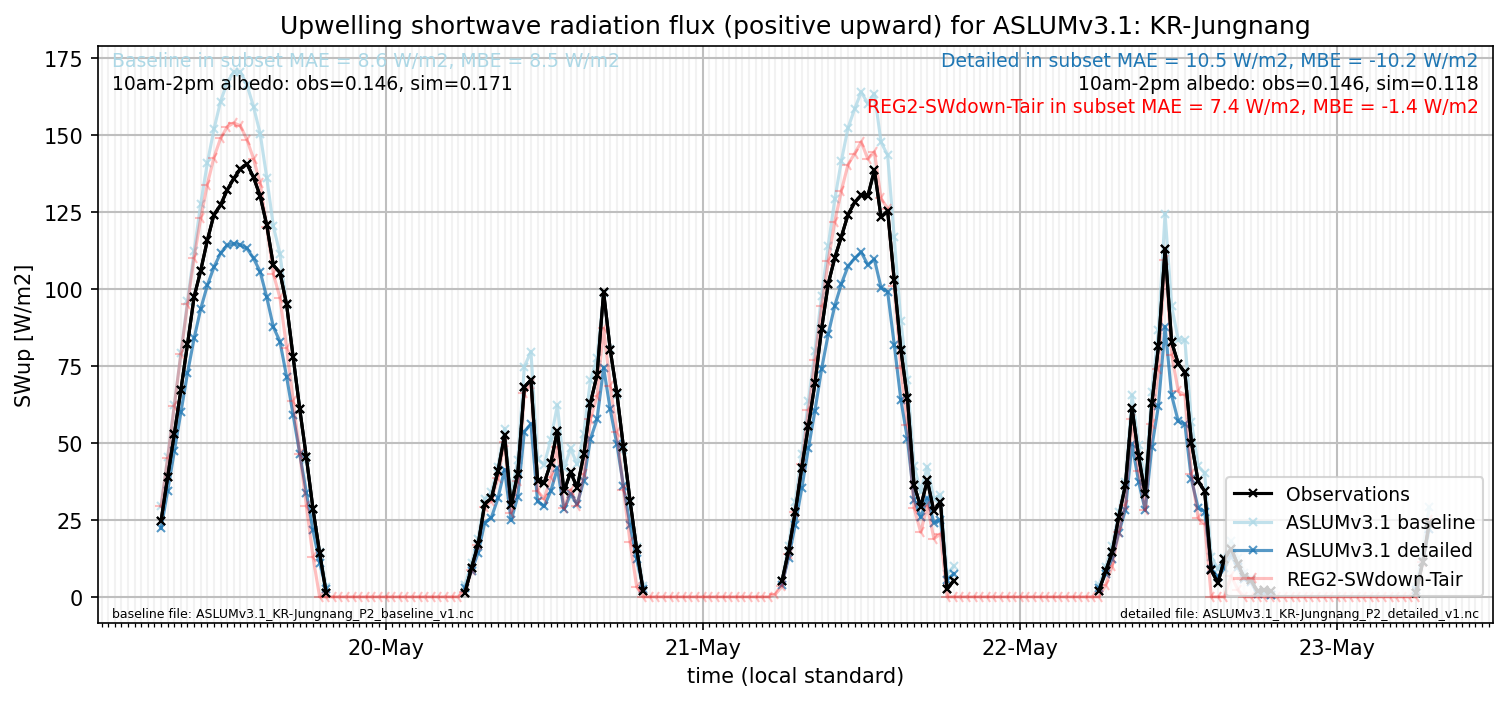 Upwelling shortwave radiation flux (positive upward) for ASLUMv3.1: KR-Jungnang
Baseline in subset MAE = 8.6 W/m2, MBE = 8.5 W/m2
10am-2pm albedo: obs=0.146, sim=0.171
Detailed in subset MAE = 10.5 W/m2, MBE = -10.2 W/m2
10am-2pm albedo: obs=0.146, sim=0.118
REG2-SWdown-Tair in subset MAE = 7.4 W/m2, MBE = -1.4 W/m2
SWup [W/m2]
175
150
125
100
75
50
25
0
Observations
ASLUMv3.1 baseline
ASLUMv3.1 detailed
REG2-SWdown-Tair
baseline file: ASLUMv3.1_KR-Jungnang_P2_baseline_v1.nc
detailed file: ASLUMv3.1_KR-Jungnang_P2_detailed_v1.nc
20-May
21-May
22-May
23-May
time (local standard)